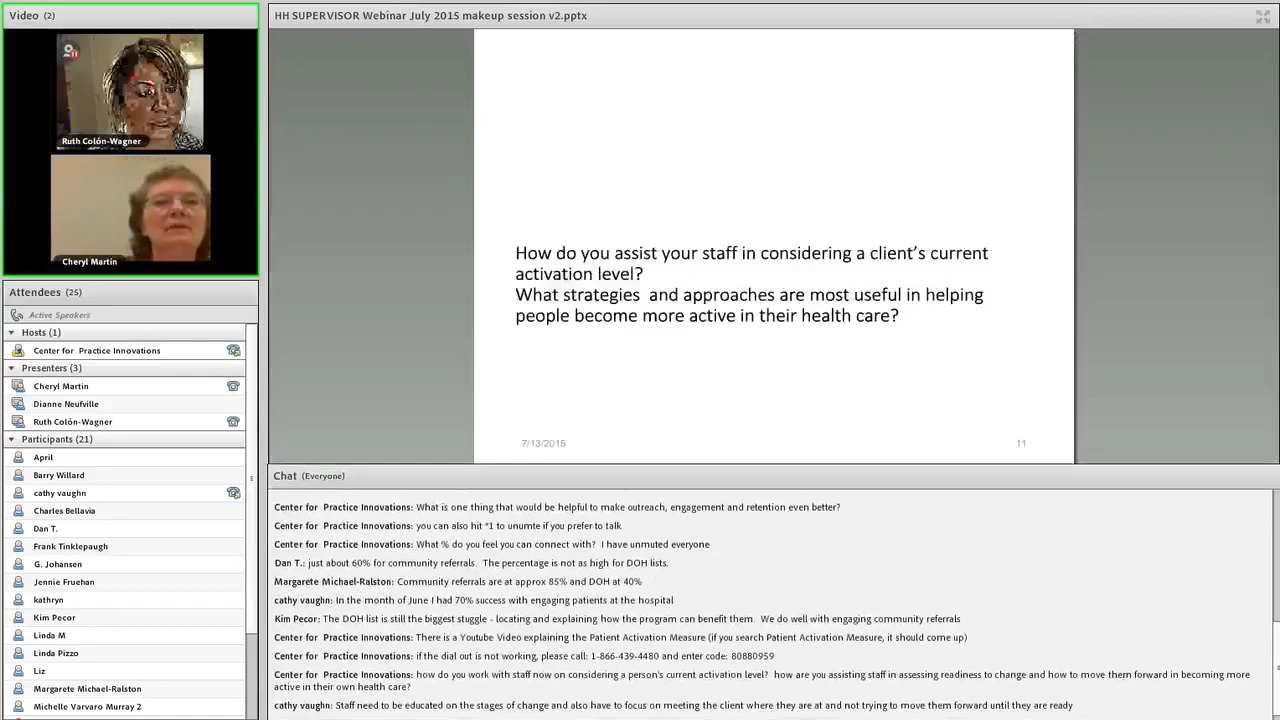 Video (2)
Ruth Colón-Wagner
Cheryl Martin
Attendees (25)
Active Speakers
Hosts (1)
Center for Practice Innovations
Presenters (3)
Cheryl Martin
Dianne Neufville
Ruth Colón-Wagner
Participants (21)
April
Barry Willard
cathy vaughn
Charles Bellavia
Dan T.
Frank Tinklepaugh
G. Johansen
Jennie Fruehan
kathryn
Kim Pecor
Linda M
Linda Pizzo
Liz
Margarete Michael-Ralston
Michelle Varvaro Murray 2
HH SUPERVISOR Webinar July 2015 makeup session v2.pptx
How do you assist your staff in considering a client's current
activation level?
What strategies and approaches are most useful in helping
people become more active in their health care?
7/13/2015
11
Chat (Everyone)
Center for Practice Innovations: What is one thing that would be helpful to make outreach, engagement and retention even better?
Center for Practice Innovations: you can also hit *1 to unumte if you prefer to talk
Center for Practice Innovations: What % do you feel you can connect with? I have unmuted everyone
Dan T.: just about 60% for community referrals. The percentage is not as high for DOH lists.
Margarete Michael-Ralston: Community referrals are at approx 85% and DOH at 40%
cathy vaughn: In the month of June I had 70% success with engaging patients at the hospital
Kim Pecor: The DOH list is still the biggest stuggle - locating and explaining how the program can benefit them. We do well with engaging community referrals
Center for Practice Innovations: There is a Youtube Video explaining the Patient Activation Measure (if you search Patient Activation Measure, it should come up)
Center for Practice Innovations: if the dial out is not working, please call: 1-866-439-4480 and enter code: 80880959
Center for Practice Innovations: how do you work with staff now on considering a person's current activation level? how are you assisting staff in assessing readiness to change and how to move them forward in becoming more
active in their own health care?
cathy vaughn: Staff need to be educated on the stages of change and also have to focus on meeting the client where they are at and not trying to move them forward until they are ready